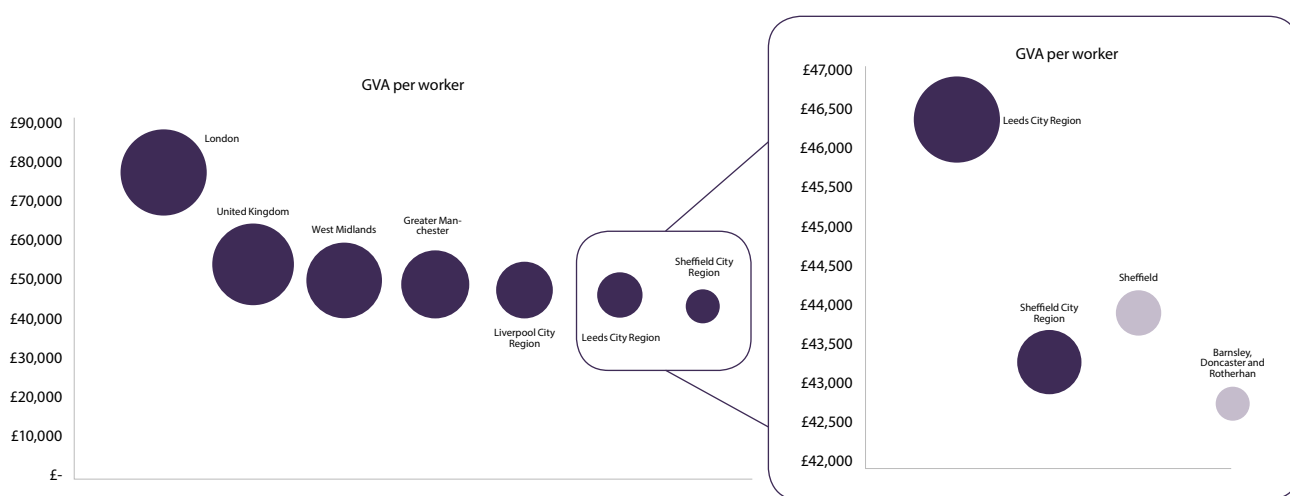 GVA per worker
£90,000
£80,000
£70,000
£60,000
£50,000
£40,000
£30,000
£20,000
£10,000
£-
London
United Kingdom
West Midlands
Greater Man-
chester
Liverpool City
Region
Leeds City Region
Sheffield City
Region
GVA per worker
£47,000
£46,500
£46,000
£45,500
£45,000
£44,500
£44,000
£43,500
£43,000
£42,500
£42,000
Leeds City Region
Sheffield City
Region
Sheffield
Barnsley,
Doncaster and
Rotherhan